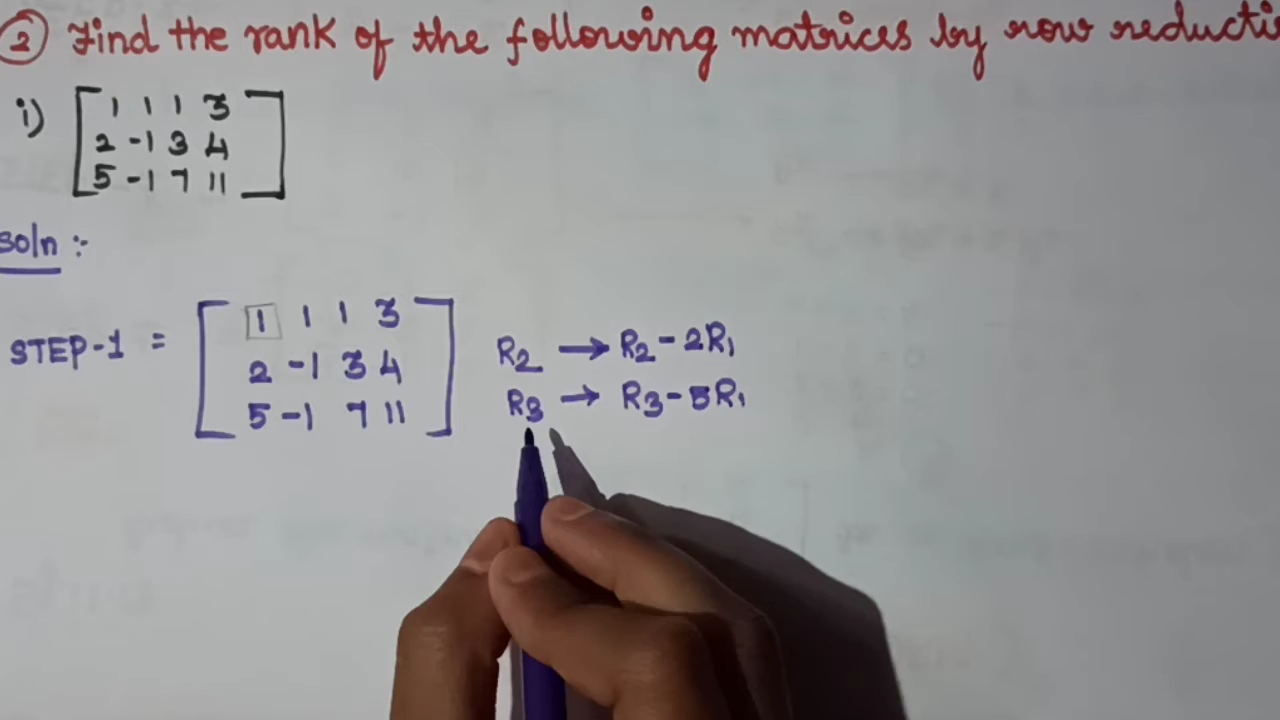 ② Find the rank of the following matrices by row reducti
i) [ 1 1 1 3
2 -1 3 4
5 -1 7 11 ]
Soln :-
STEP-1 = [ 1 1 1 3
2 -1 3 4
5 -1 7 11 ]
R₂ → R₂ - 2R₁
R₃ → R₃ - 5R₁